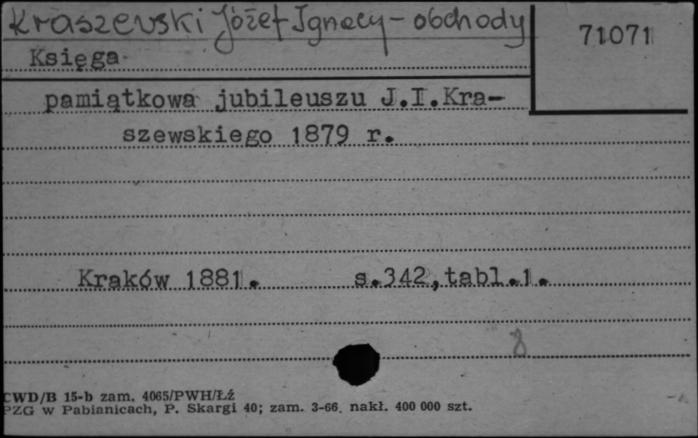 Kraszewski Józef Ignacy - obchody
71071
Księga
pamiątkowa jubileuszu J.I.Kra-
szewskiego 1879 r.
Kraków 1881. s.342,tabl.1.
8
CWD/B 15-b zam. 4065/PWH/Łź
PZG w Pabianicach, P. Skargi 40; zam. 3-66. nakł. 400 000 szt.